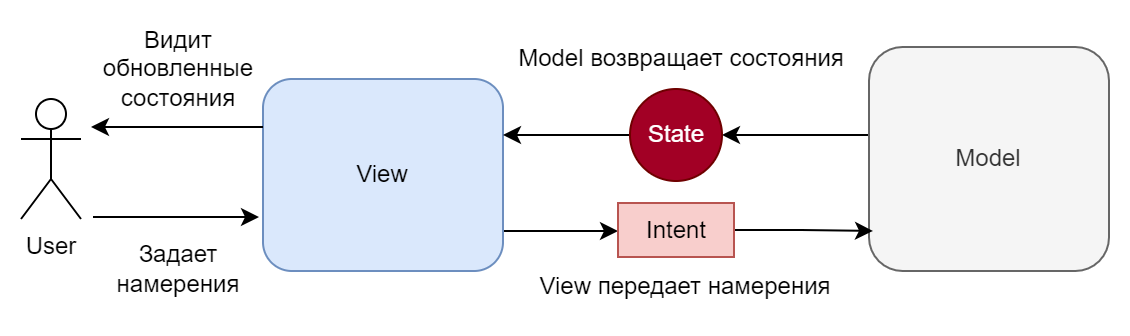 Видит
обновленные
состояния
User
Задает
намерения
View
Model возвращает состояния
State
Intent
View передает намерения
Model